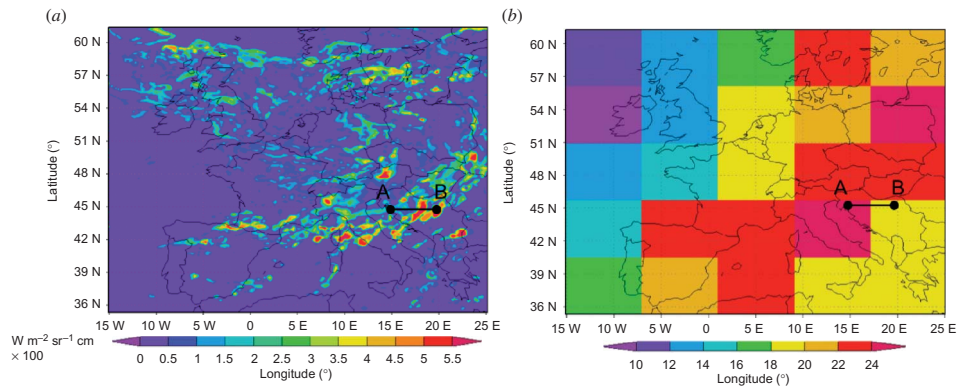 (a)
60 N
57 N
54 N
51 N
48 N
45 N
42 N
39 N
36 N
Latitude (°)
A
B
15 W
10 W
5 W
0
5 E
10 E
15 E
20 E
25 E
W m−2 sr−1 cm
× 100
0
0.5
1
1.5
2
2.5
3
3.5
4
4.5
5
5.5
Longitude (°)
(b)
60 N
57 N
54 N
51 N
48 N
45 N
42 N
39 N
36 N
Latitude (°)
A
B
15 W
10 W
5 W
0
5 E
10 E
15 E
20 E
25 E
10
12
14
16
18
20
22
24
Longitude (°)